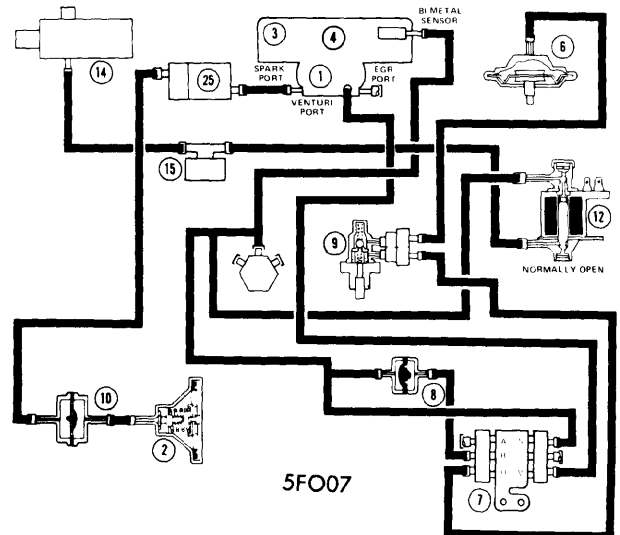 BI METAL
SENSOR
3
4
6
14
25
SPARK
PORT
1
EGR
PORT
VENTURI
PORT
15
12
9
NORMALLY OPEN
8
10
2
5FO07
7